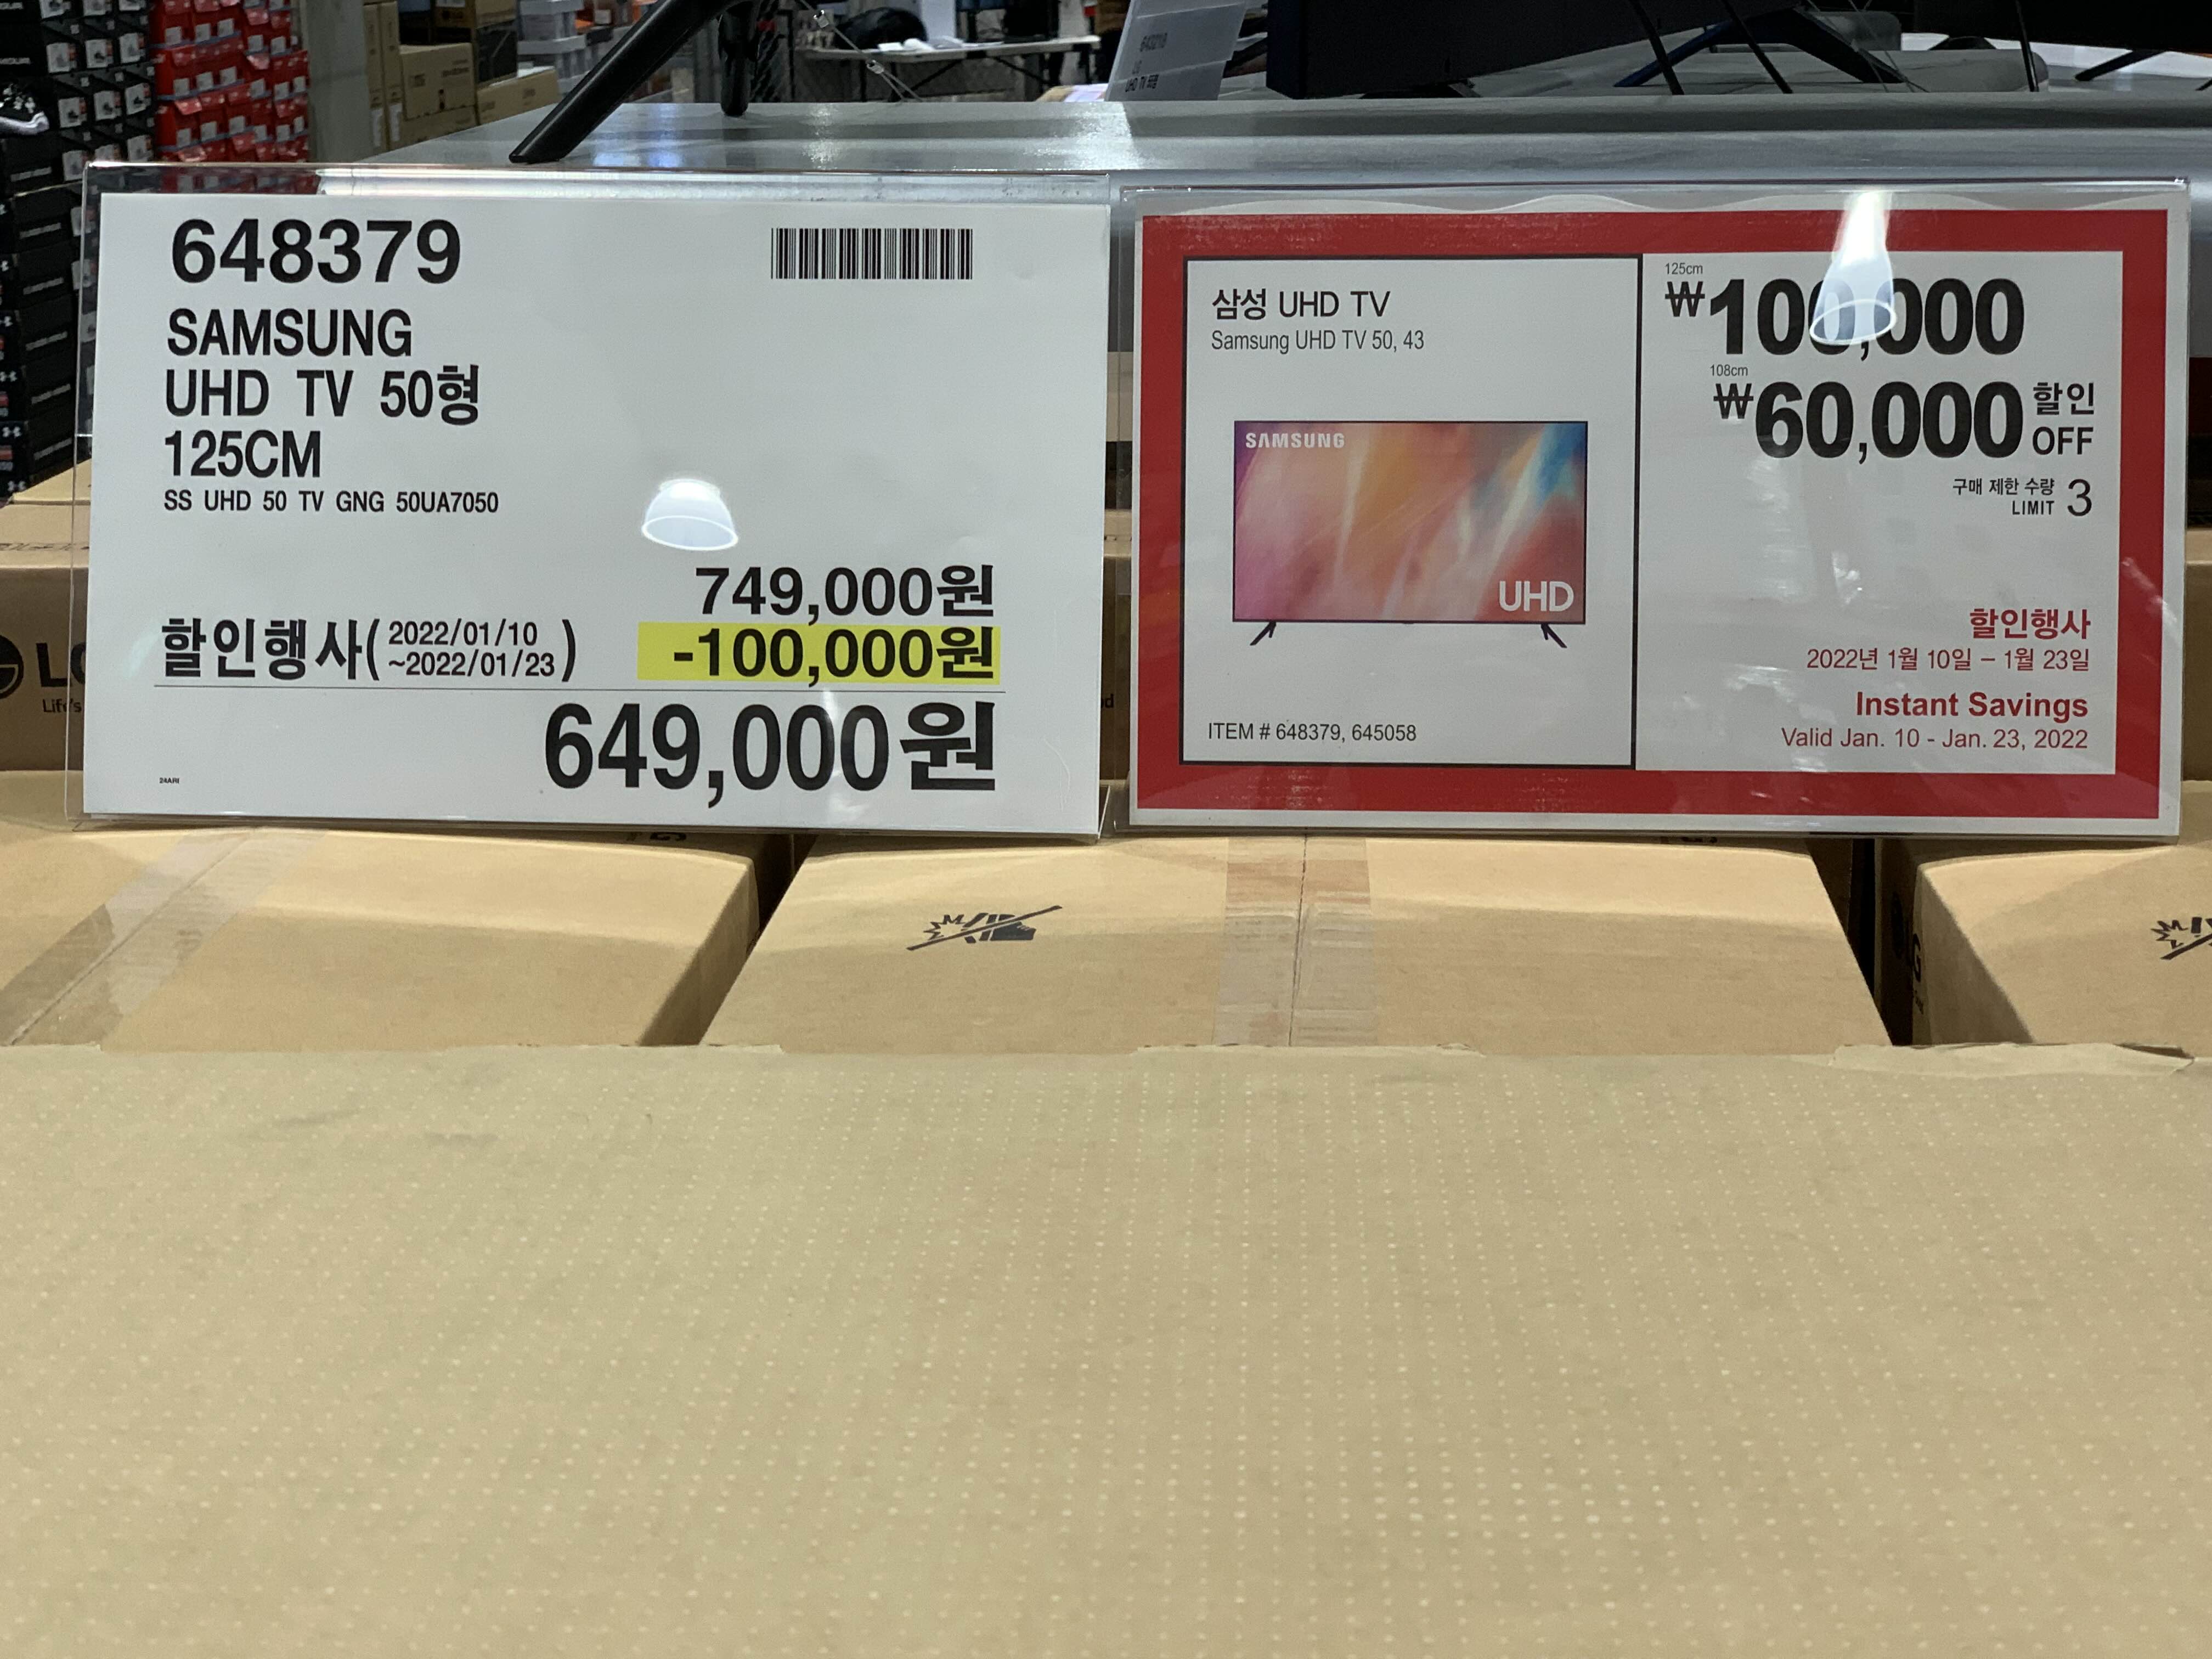 648379
SAMSUNG
UHD TV 50형
125CM
SS UHD 50 TV GNG 50UA7050
749,000원
할인행사(2022/01/10 ~2022/01/23) -100,000원
649,000원
24ARI
삼성 UHD TV
Samsung UHD TV 50, 43
SAMSUNG
UHD
ITEM # 648379, 645058
125cm
₩100,000
108cm
₩60,000 할인 OFF
구매 제한 수량 LIMIT 3
할인행사
2022년 1월 10일 – 1월 23일
Instant Savings
Valid Jan. 10 - Jan. 23, 2022
LG
Life's